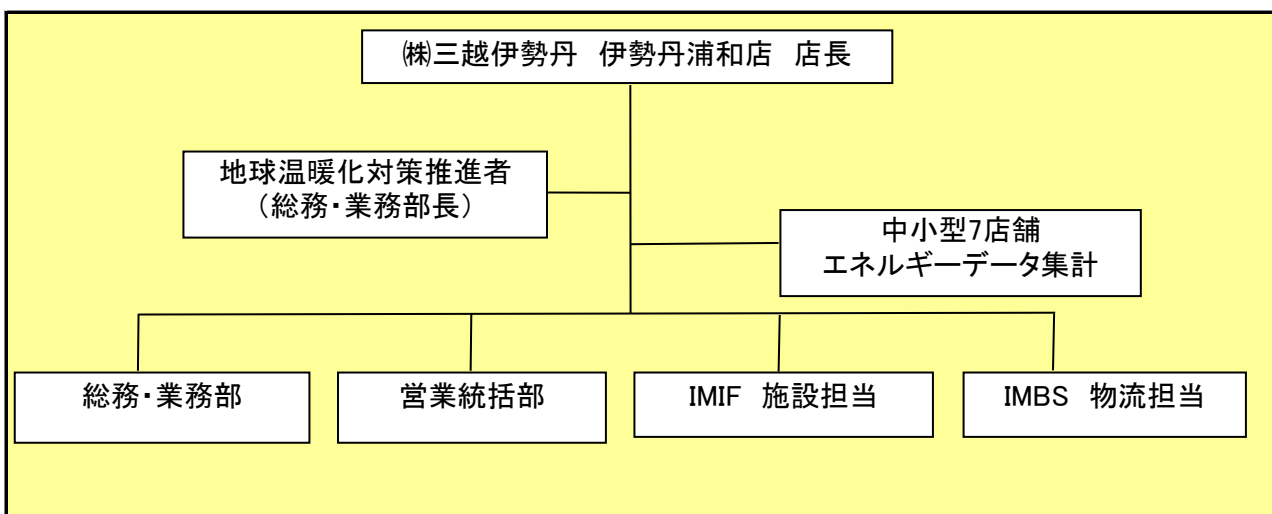 ㈱三越伊勢丹　伊勢丹浦和店　店長
地球温暖化対策推進者
（総務・業務部長）
中小型7店舗
エネルギーデータ集計
総務・業務部
営業統括部
IMIF　施設担当
IMBS　物流担当